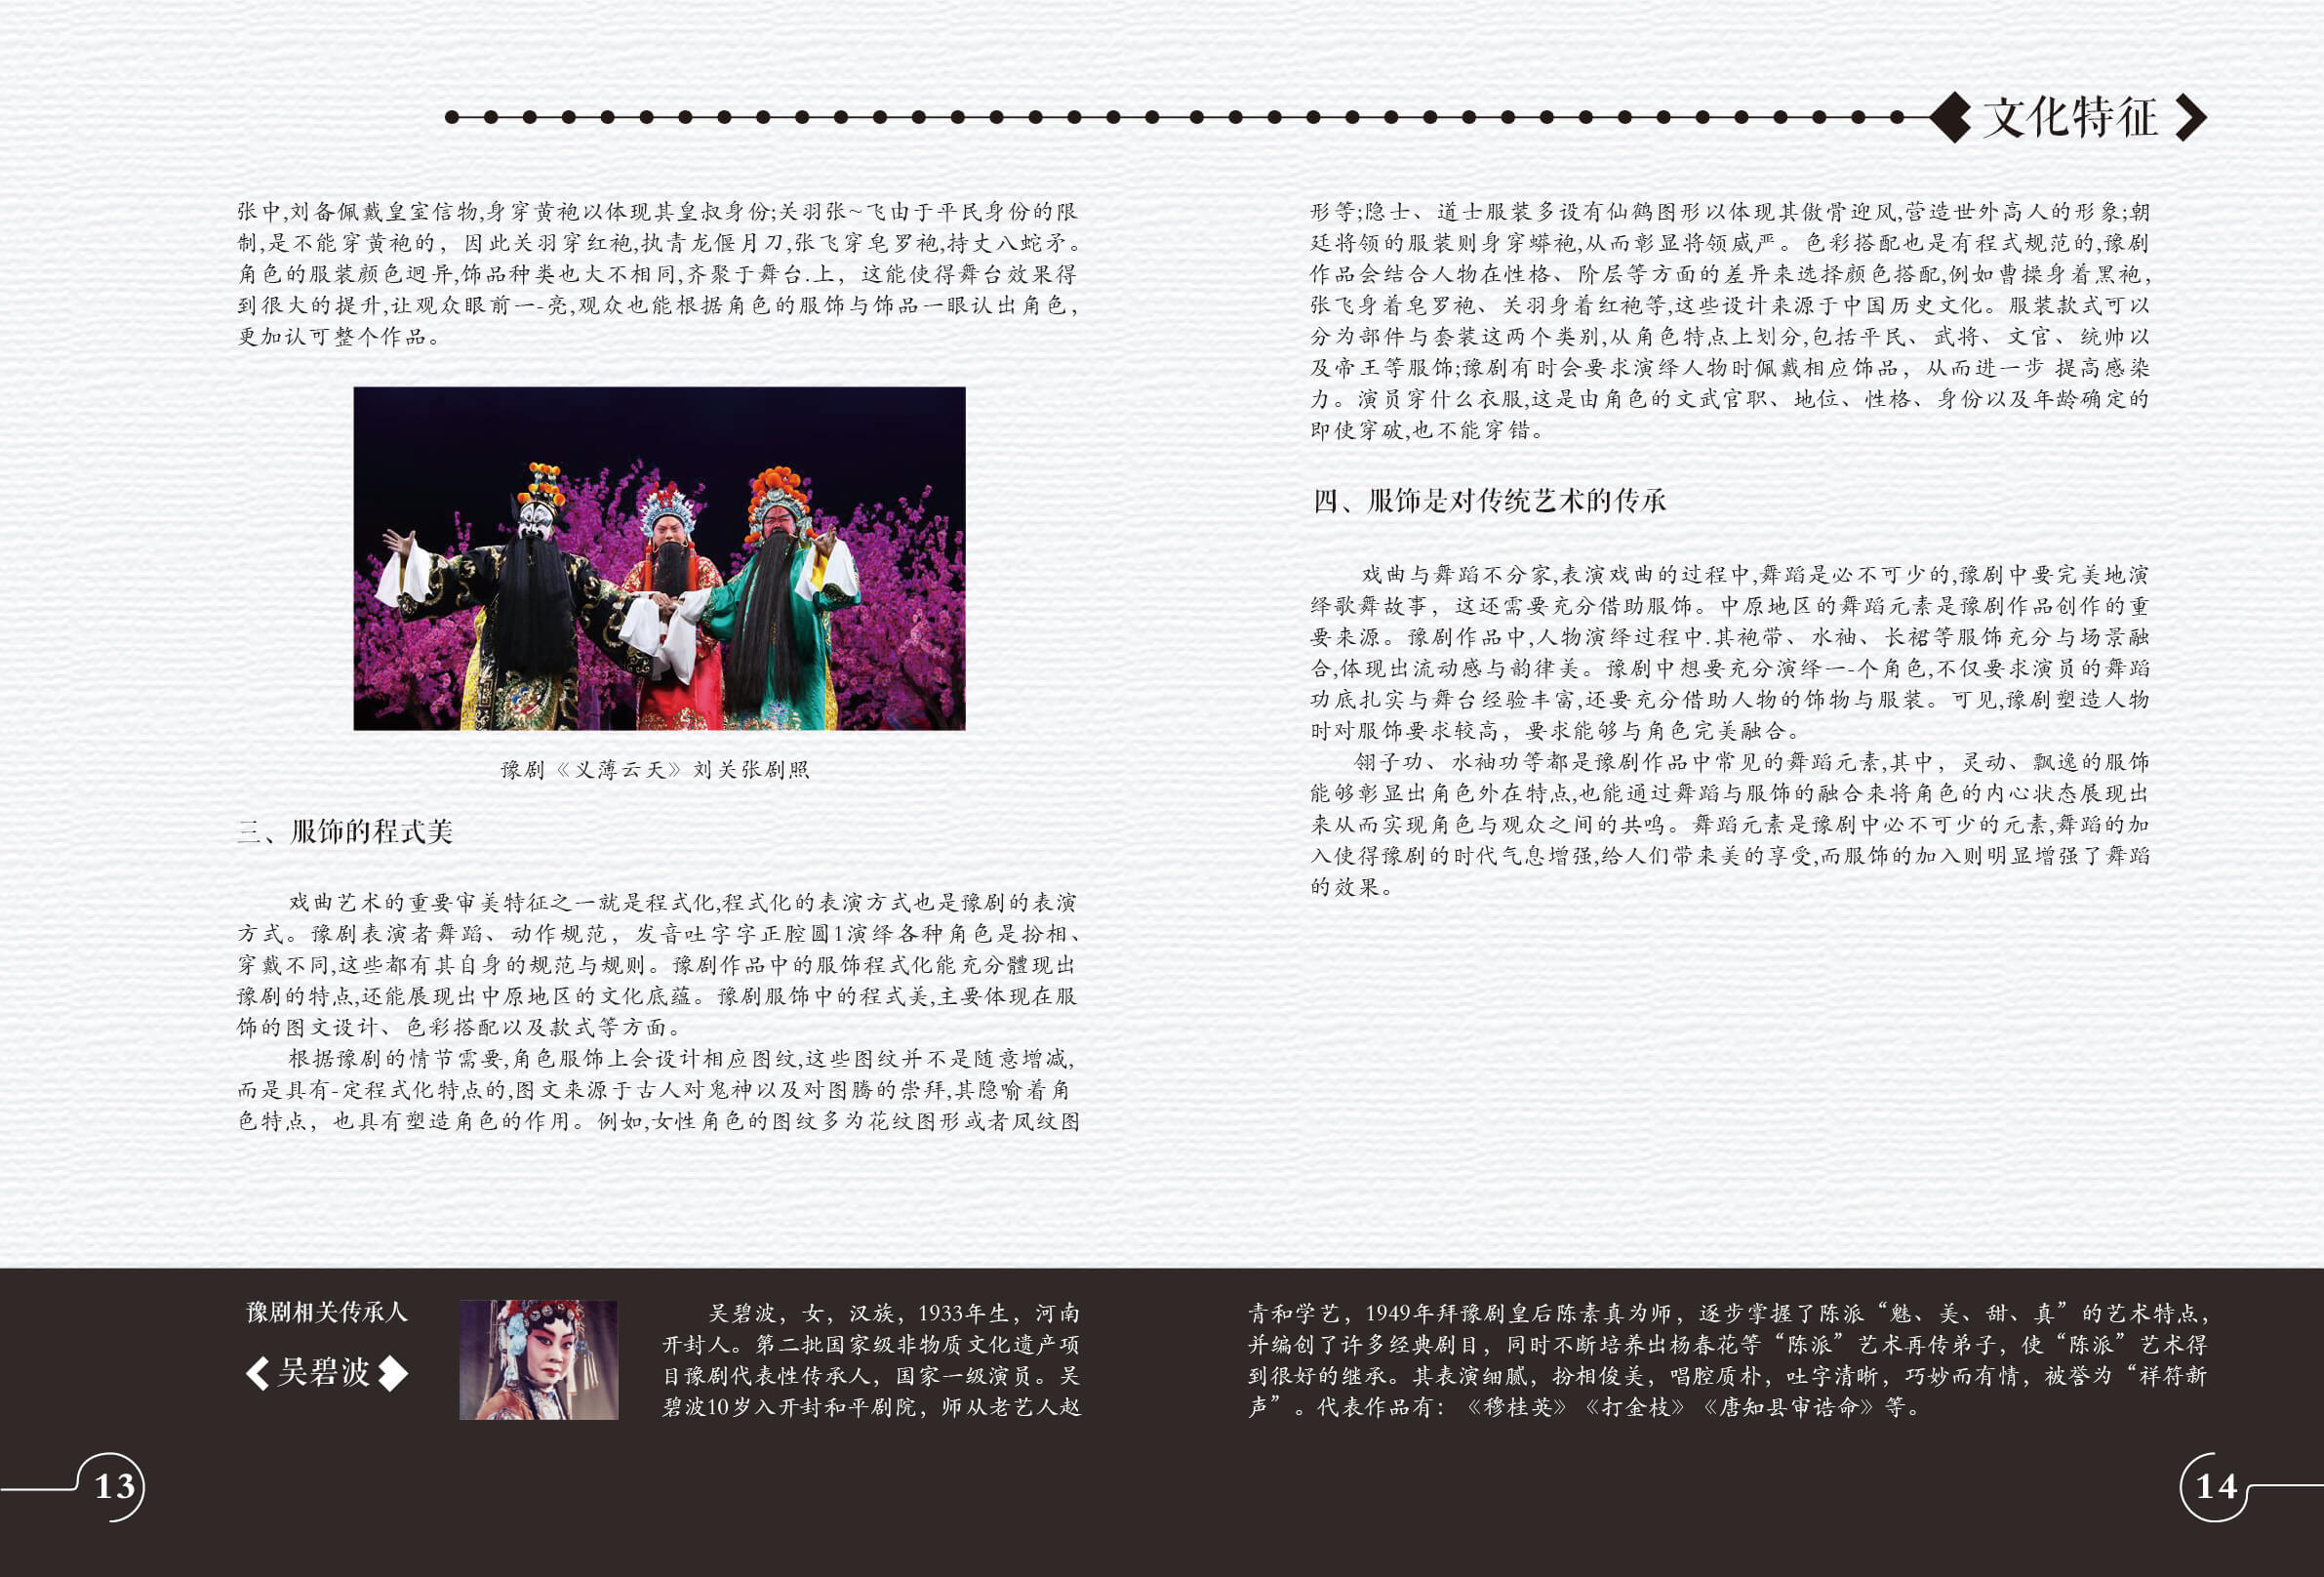 文化特征
张中,刘备佩戴皇室信物,身穿黄袍以体现其皇叔身份;关羽张~飞由于平民身份的限
制,是不能穿黄袍的，因此关羽穿红袍,执青龙偃月刀,张飞穿皂罗袍,持丈八蛇矛。
角色的服装颜色迥异,饰品种类也大不相同,齐聚于舞台.上，这能使得舞台效果得
到很大的提升,让观众眼前一-亮,观众也能根据角色的服饰与饰品一眼认出角色，
更加认可整个作品。
豫剧《义薄云天》刘关张剧照
三、服饰的程式美
戏曲艺术的重要审美特征之一就是程式化,程式化的表演方式也是豫剧的表演
方式。豫剧表演者舞蹈、动作规范，发音吐字字正腔圆1演绎各种角色是扮相、
穿戴不同,这些都有其自身的规范与规则。豫剧作品中的服饰程式化能充分體现出
豫剧的特点,还能展现出中原地区的文化底蕴。豫剧服饰中的程式美,主要体现在服
饰的图文设计、色彩搭配以及款式等方面。
根据豫剧的情节需要,角色服饰上会设计相应图纹,这些图纹并不是随意增减,
而是具有-定程式化特点的,图文来源于古人对鬼神以及对图腾的崇拜,其隐喻着角
色特点，也具有塑造角色的作用。例如,女性角色的图纹多为花纹图形或者凤纹图
形等;隐士、道士服装多设有仙鹤图形以体现其傲骨迎风,营造世外高人的形象;朝
廷将领的服装则身穿蟒袍,从而彰显将领威严。色彩搭配也是有程式规范的,豫剧
作品会结合人物在性格、阶层等方面的差异来选择颜色搭配,例如曹操身着黑袍,
张飞身着皂罗袍、关羽身着红袍等,这些设计来源于中国历史文化。服装款式可以
分为部件与套装这两个类别,从角色特点上划分,包括平民、武将、文官、统帅以
及帝王等服饰;豫剧有时会要求演绎人物时佩戴相应饰品，从而进一步 提高感染
力。演员穿什么衣服,这是由角色的文武官职、地位、性格、身份以及年龄确定的
即使穿破,也不能穿错。
四、服饰是对传统艺术的传承
戏曲与舞蹈不分家,表演戏曲的过程中,舞蹈是必不可少的,豫剧中要完美地演
绎歌舞故事，这还需要充分借助服饰。中原地区的舞蹈元素是豫剧作品创作的重
要来源。豫剧作品中,人物演绎过程中.其袍带、水袖、长裙等服饰充分与场景融
合,体现出流动感与韵律美。豫剧中想要充分演绎一-个角色,不仅要求演员的舞蹈
功底扎实与舞台经验丰富,还要充分借助人物的饰物与服装。可见,豫剧塑造人物
时对服饰要求较高，要求能够与角色完美融合。
翎子功、水袖功等都是豫剧作品中常见的舞蹈元素,其中，灵动、飘逸的服饰
能够彰显出角色外在特点,也能通过舞蹈与服饰的融合来将角色的内心状态展现出
来从而实现角色与观众之间的共鸣。舞蹈元素是豫剧中必不可少的元素,舞蹈的加
入使得豫剧的时代气息增强,给人们带来美的享受,而服饰的加入则明显增强了舞蹈
的效果。
豫剧相关传承人
吴碧波
吴碧波，女，汉族，1933年生，河南
开封人。第二批国家级非物质文化遗产项
目豫剧代表性传承人，国家一级演员。吴
碧波10岁入开封和平剧院，师从老艺人赵
青和学艺，1949年拜豫剧皇后陈素真为师，逐步掌握了陈派“魅、美、甜、真”的艺术特点，
并编创了许多经典剧目，同时不断培养出杨春花等“陈派”艺术再传弟子，使“陈派”艺术得
到很好的继承。其表演细腻，扮相俊美，唱腔质朴，吐字清晰，巧妙而有情，被誉为“祥符新
声”。代表作品有：《穆桂英》《打金枝》《唐知县审诰命》等。
13
14